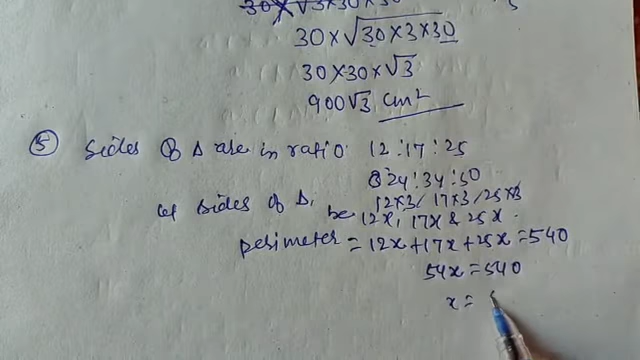 30×√30×3×30
30×30×√3
900√3 cm²
⑤ Sides of Δ are in ratio 12:17:25
24:34:50
12×3/ 17×3 /25×3
let sides of Δ, be 12x, 17x & 25x.
perimeter = 12x+17x+25x=540
54x=540
x=